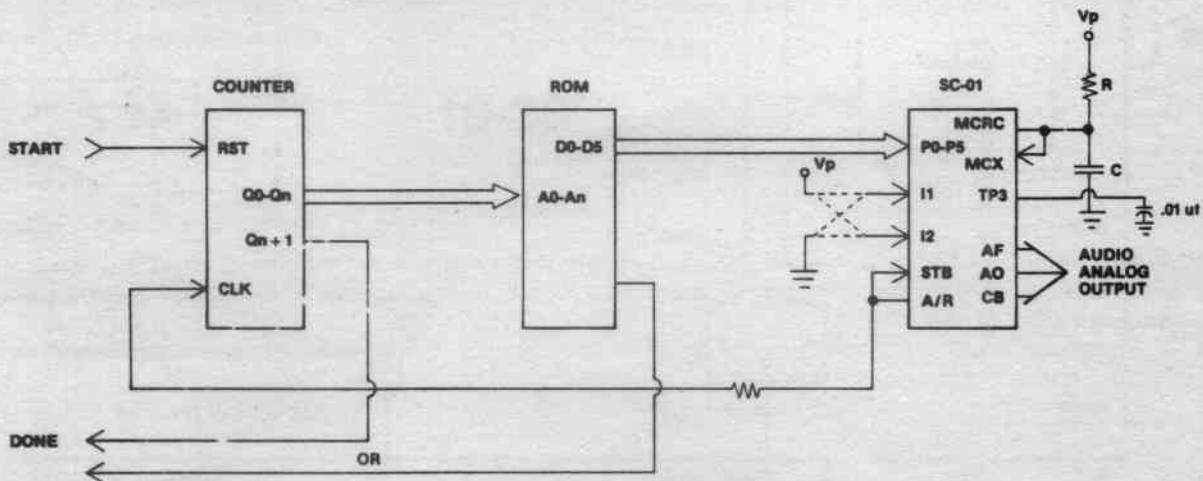 Vp
COUNTER
ROM
SC-01
R
START
RST
D0-D5
MCRC
P0-P5
MCX
C
Vp
Q0-Qn
A0-An
I1
TP3
.01 uf
Qn + 1
I2
AF
AUDIO
ANALOG
OUTPUT
STB
AO
CLK
A/R
CB
DONE
OR